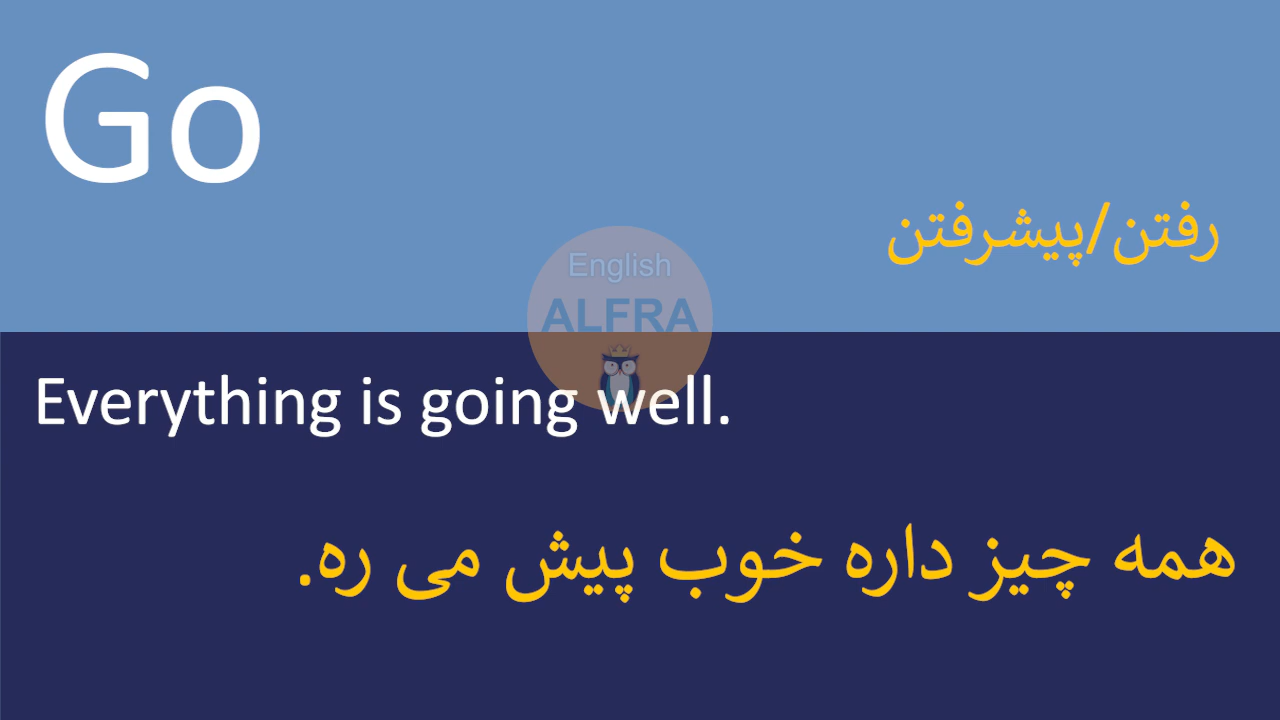 Go
رفتن/پیشرفتن
English
ALFRA
Everything is going well.
همه چیز داره خوب پیش می ره.